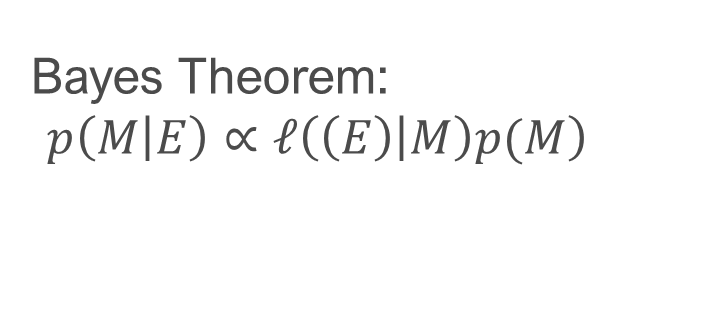 Bayes Theorem:
𝑝(𝑀|𝐸) ∝ ℓ((𝐸)|𝑀)𝑝(𝑀)